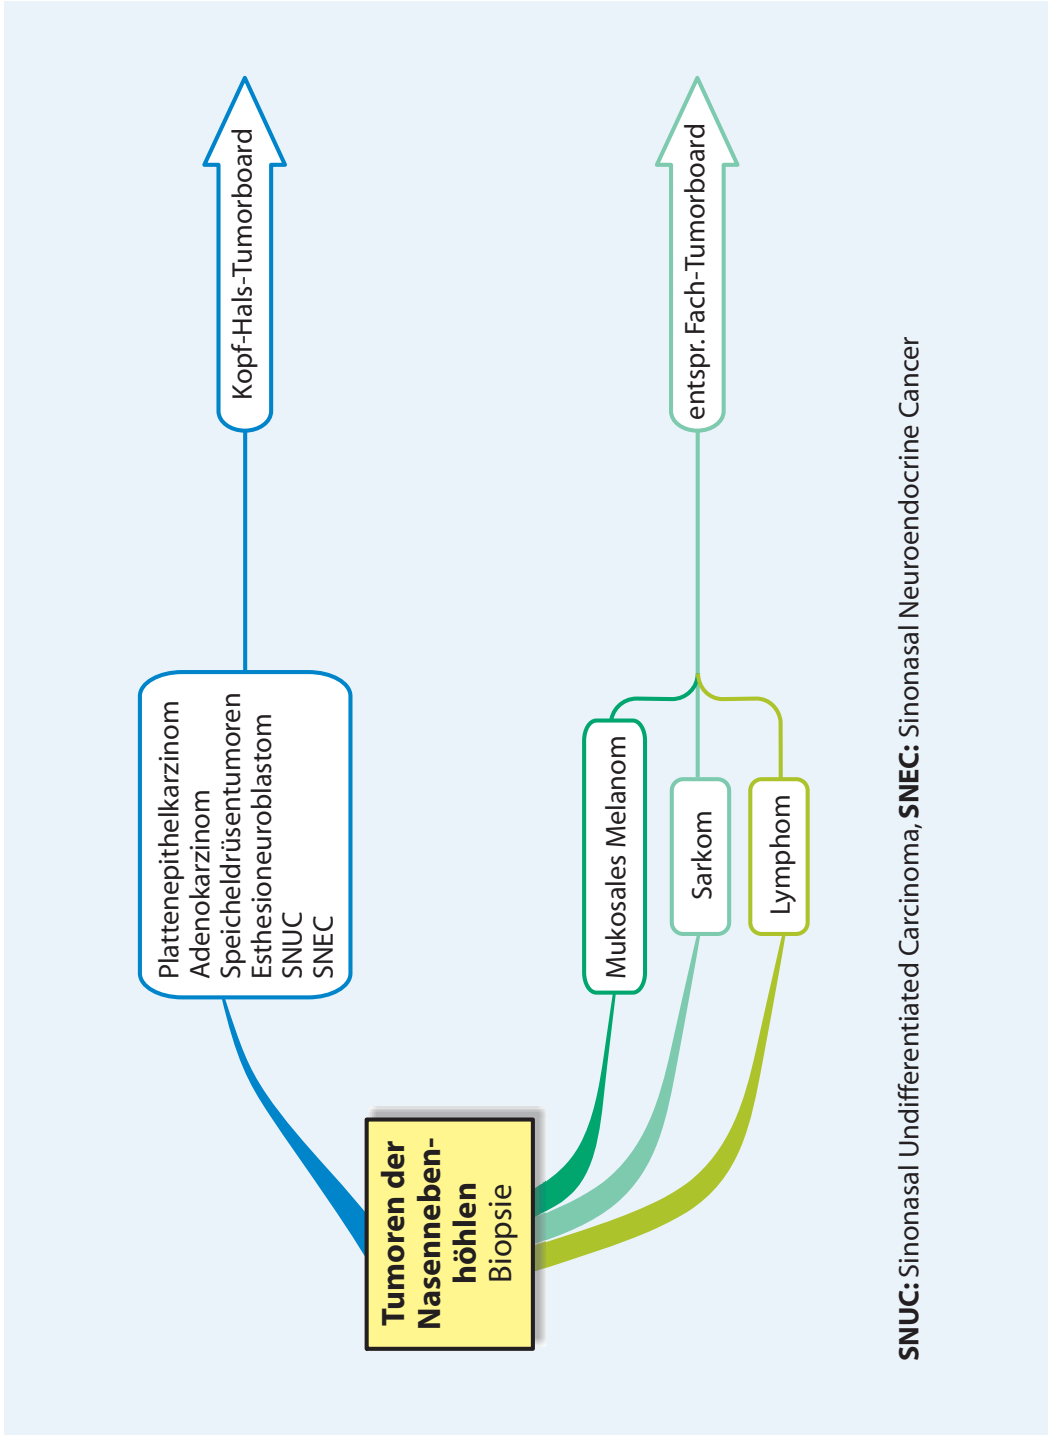 Tumoren der
Nasenneben-
höhlen
Biopsie
Plattenepithelkarzinom
Adenokarzinom
Speicheldrüsentumoren
Esthesioneuroblastom
SNUC
SNEC
Kopf-Hals-Tumorboard
Mukosales Melanom
Sarkom
Lymphom
entspr. Fach-Tumorboard
SNUC: Sinonasal Undifferentiated Carcinoma, SNEC: Sinonasal Neuroendocrine Cancer